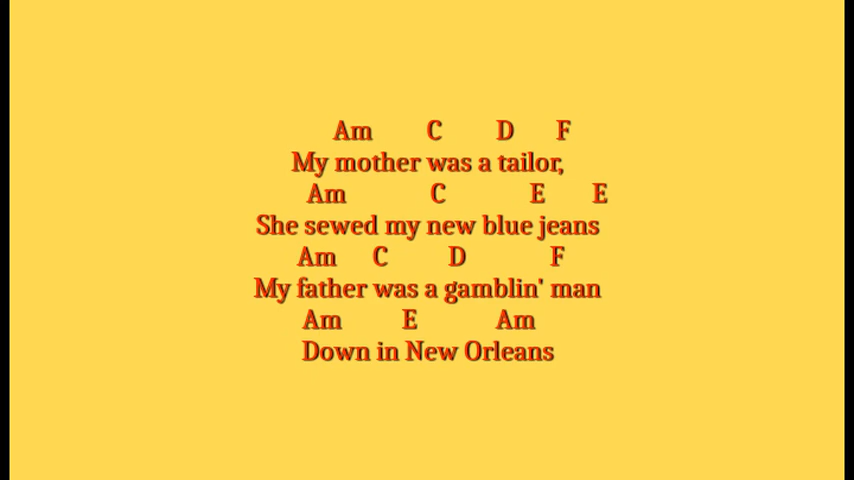 Am C D F
My mother was a tailor,
Am C E E
She sewed my new blue jeans
Am C D F
My father was a gamblin' man
Am E Am
Down in New Orleans